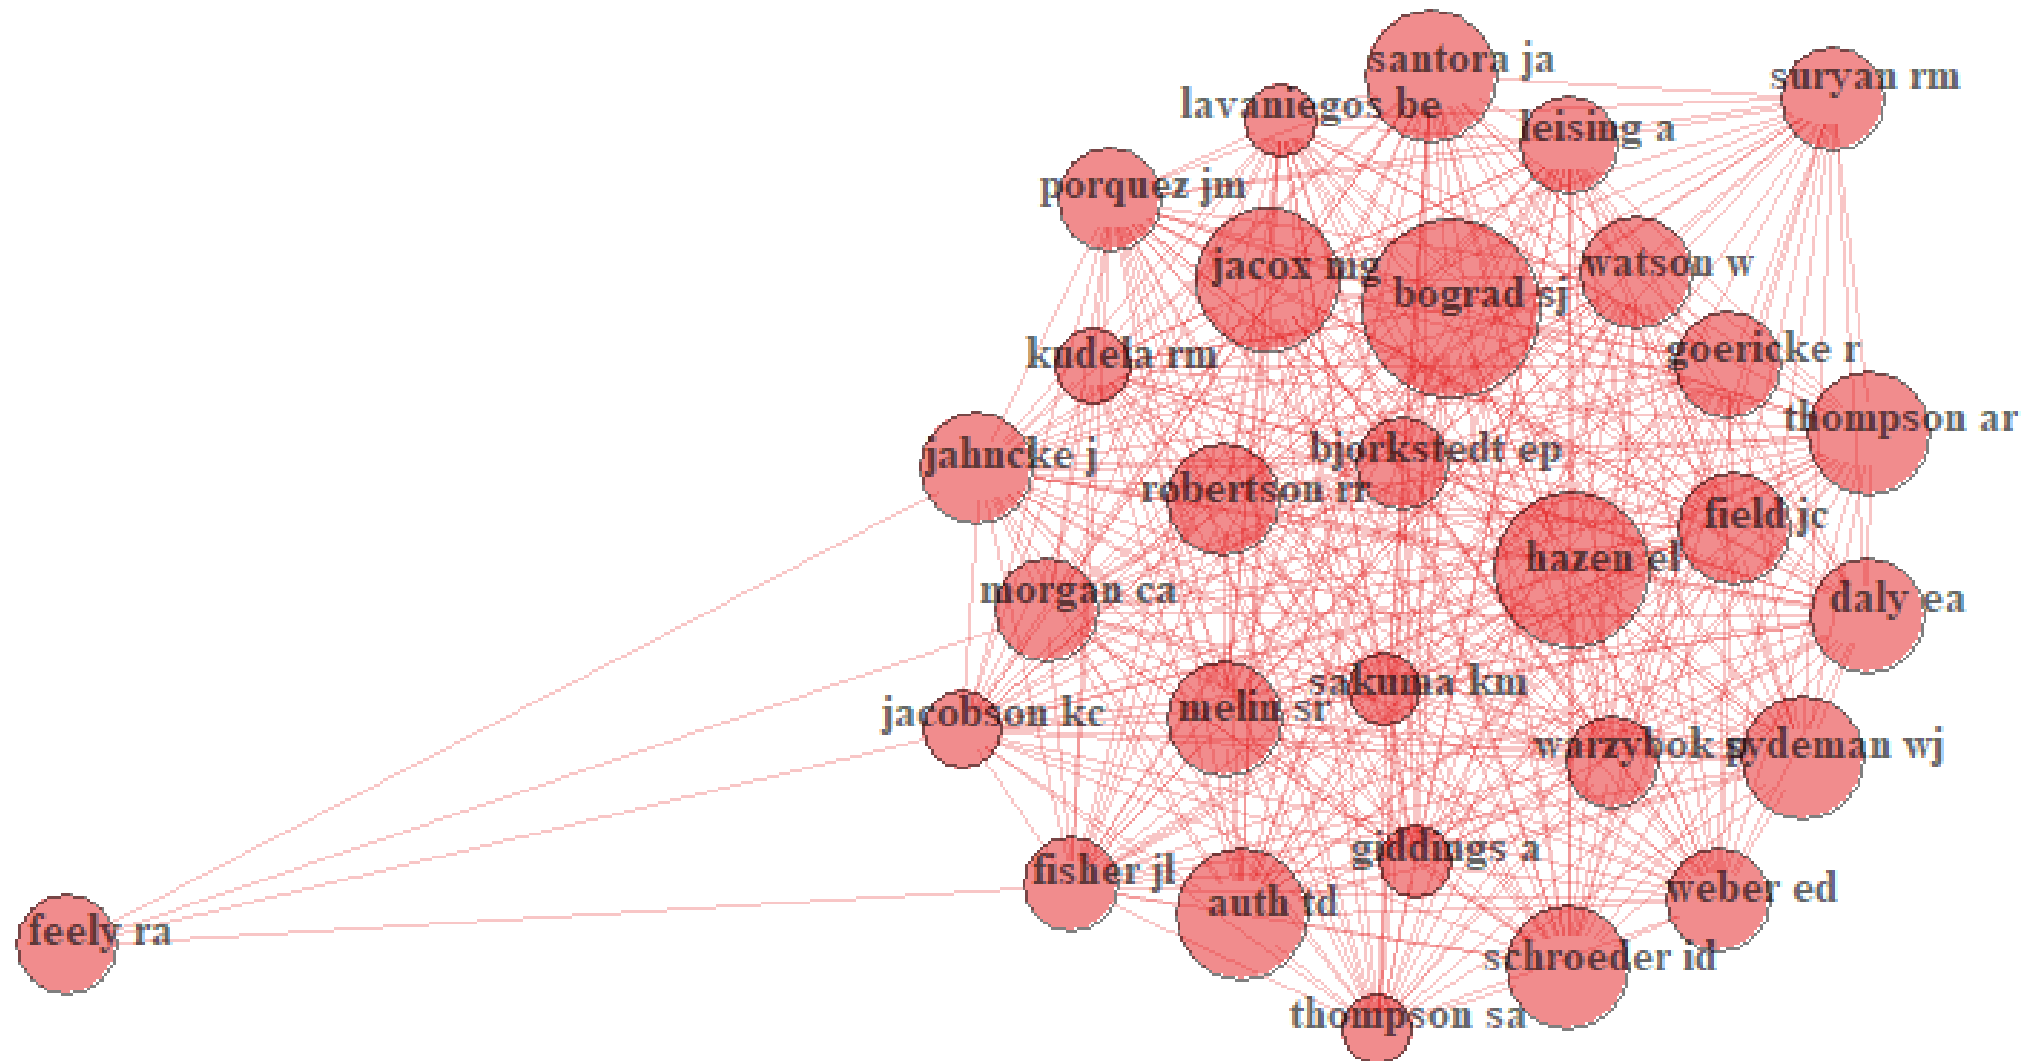 santora ja
suryan rm
lavaniegos be
leising a
porquez jm
jacox mg
watson w
bograd sj
kudela rm
goericke r
thompson ar
jahncke j
bjorkstedt ep
robertson rr
field jc
hazen el
morgan ca
daly ea
sakuma km
jacobson kc
melin sr
warzybok p
sydeman wj
giddings a
fisher jl
weber ed
auth td
feely ra
schroeder id
thompson sa